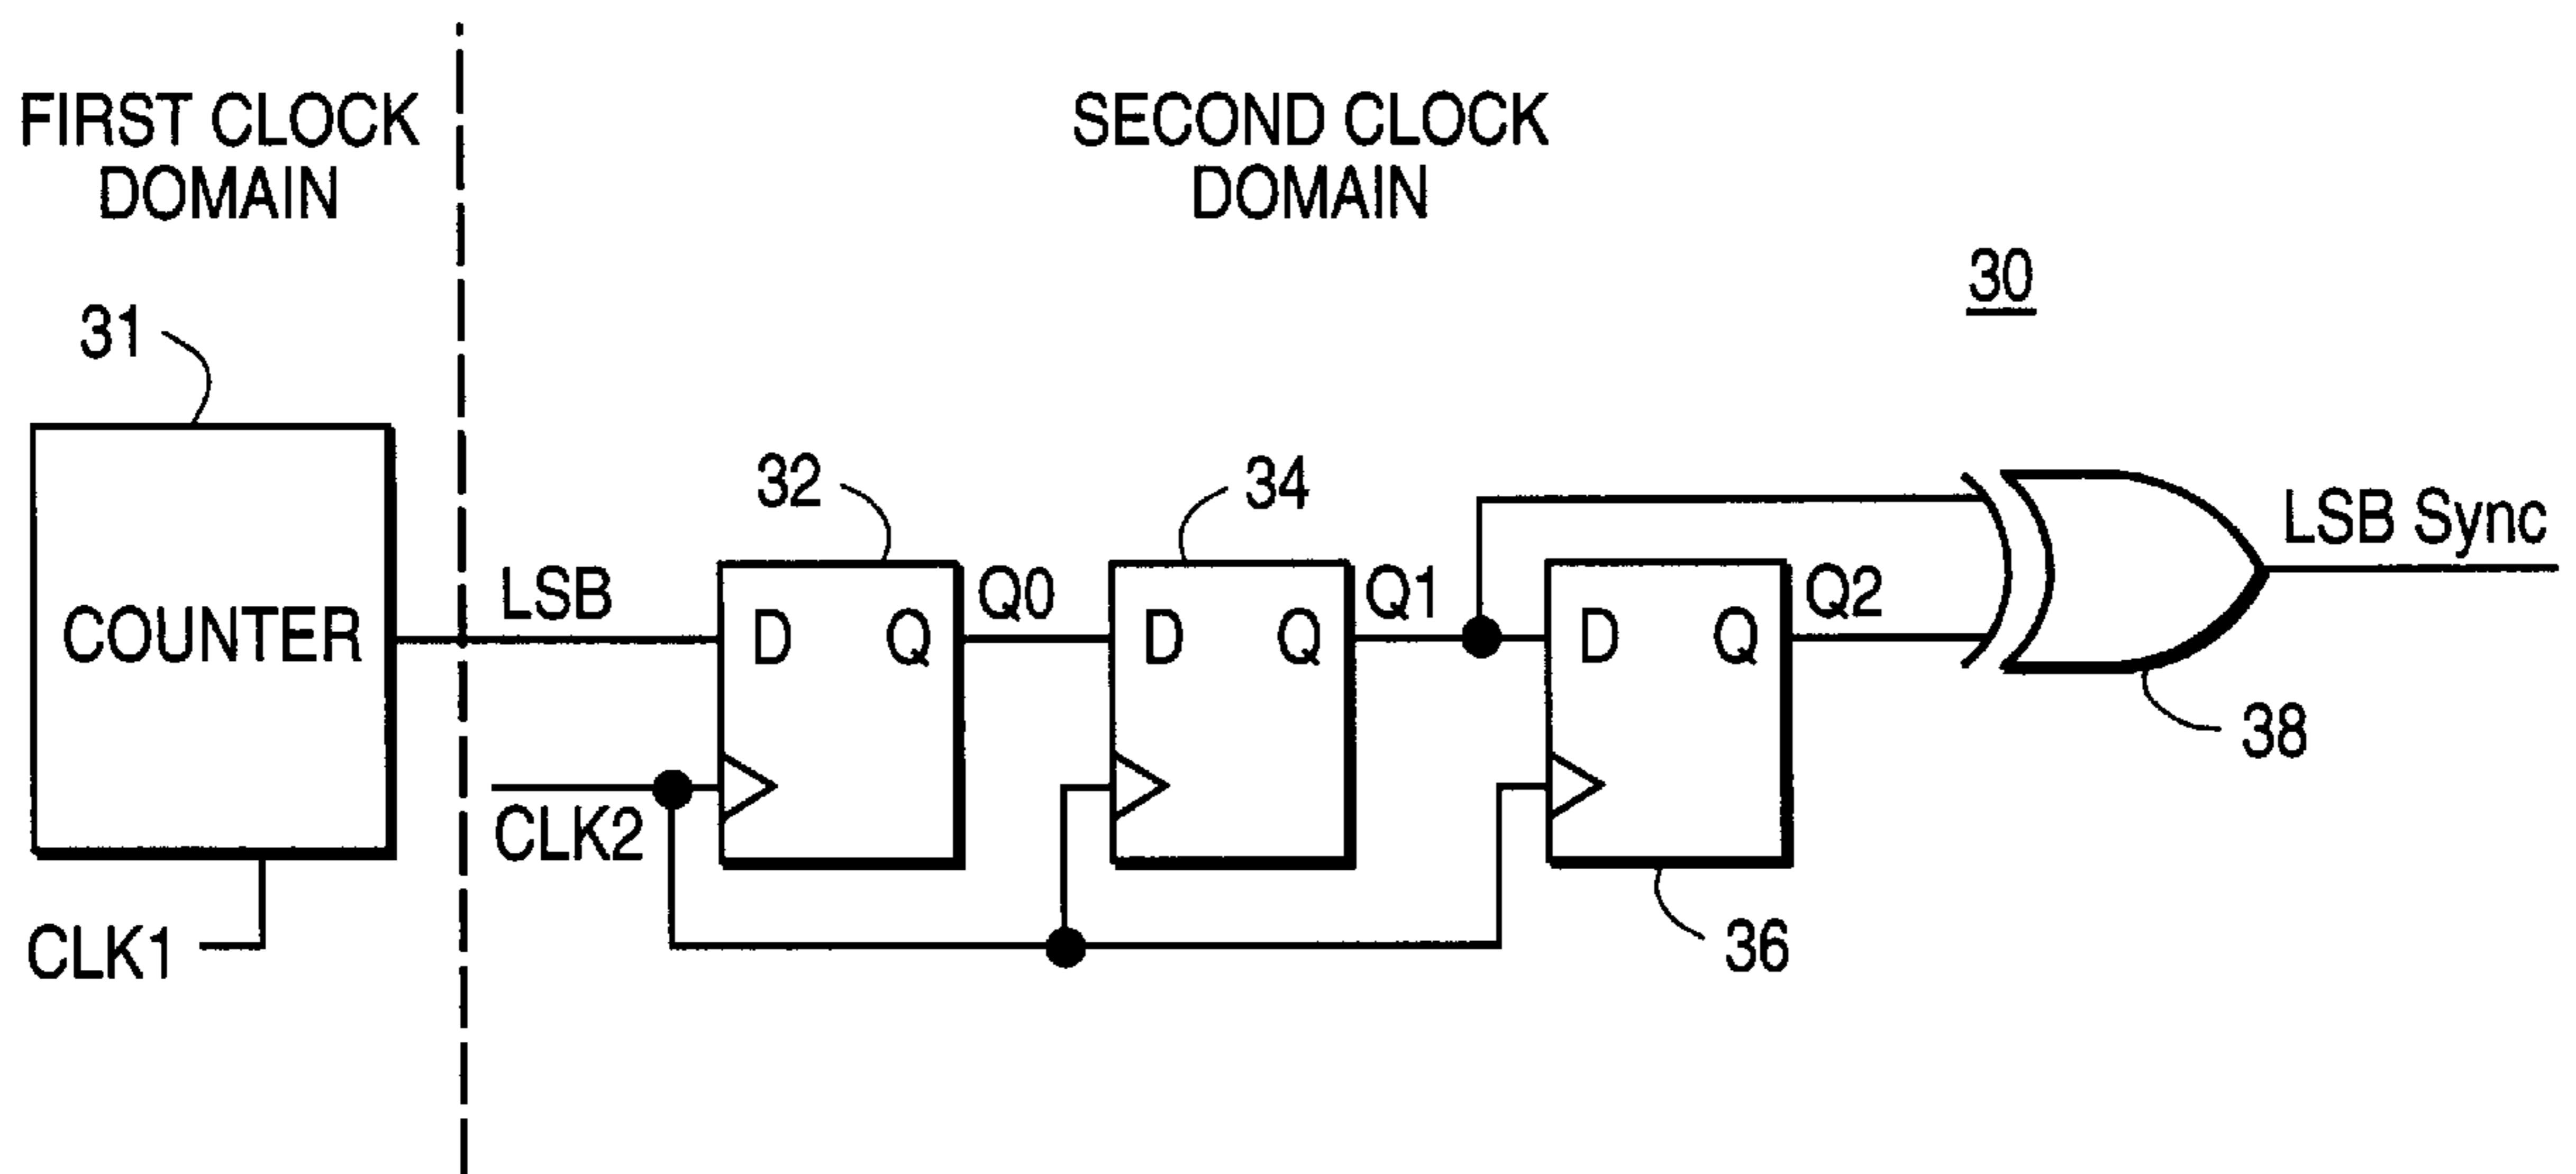 FIRST CLOCK
DOMAIN
SECOND CLOCK
DOMAIN
30
31
32
34
COUNTER
LSB
D
Q
Q0
D
Q
Q1
D
Q
Q2
LSB Sync
38
CLK2
CLK1
36